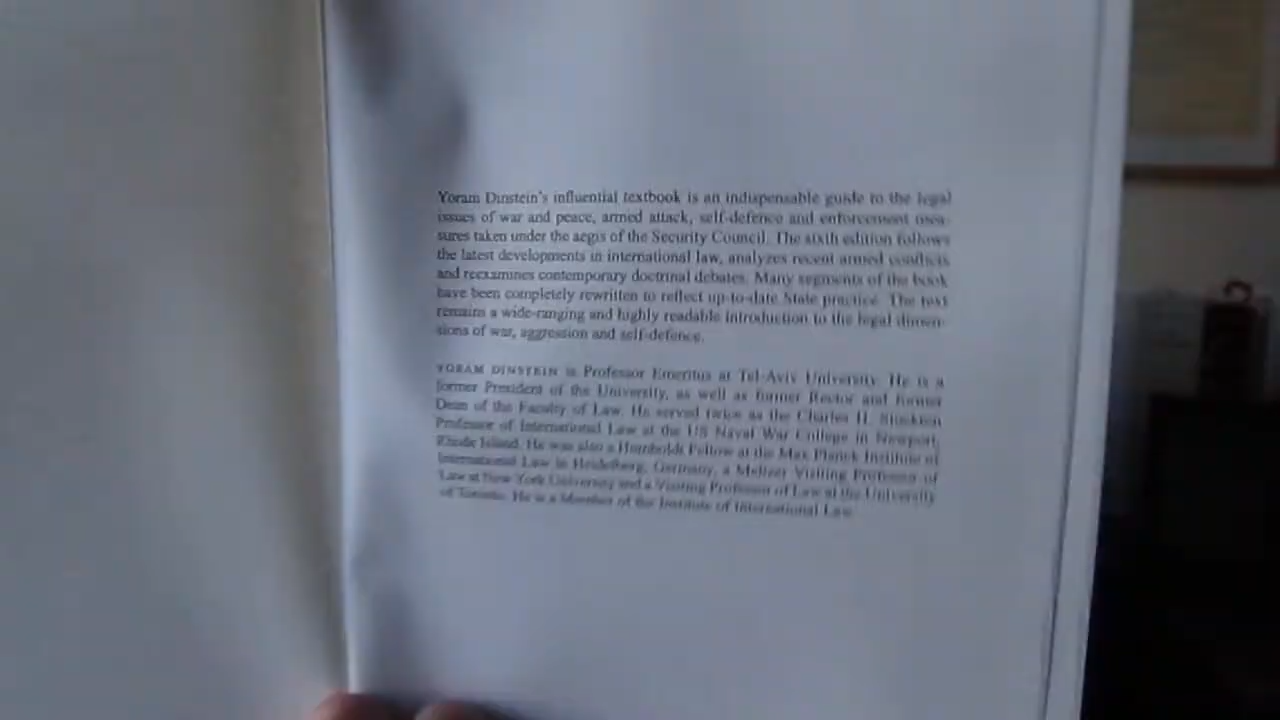 Yoram Dinstein's influential textbook is an indispensable guide to the legal
issues of war and peace, armed attack, self-defence and enforcement mea-
sures taken under the aegis of the Security Council. The sixth edition follows
the latest developments in international law, analyzes recent armed conflicts
and reexamines contemporary doctrinal debates. Many segments of the book
have been completely rewritten to reflect up-to-date State practice. The text
remains a wide-ranging and highly readable introduction to the legal dimen-
sions of war, aggression and self-defence.
YORAM DINSTEIN is Professor Emeritus at Tel-Aviv University. He is a
former President of the University, as well as former Rector and former
Dean of the Faculty of Law. He served twice as the Charles H. Stockton
Professor of International Law at the US Naval War College in Newport,
Rhode Island. He was also a Humboldt Fellow at the Max Planck Institute of
International Law in Heidelberg, Germany, a Meltzer Visiting Professor of
Law at New York University and a Visiting Professor of Law at the University
of Toronto. He is a Member of the Institute of International Law.